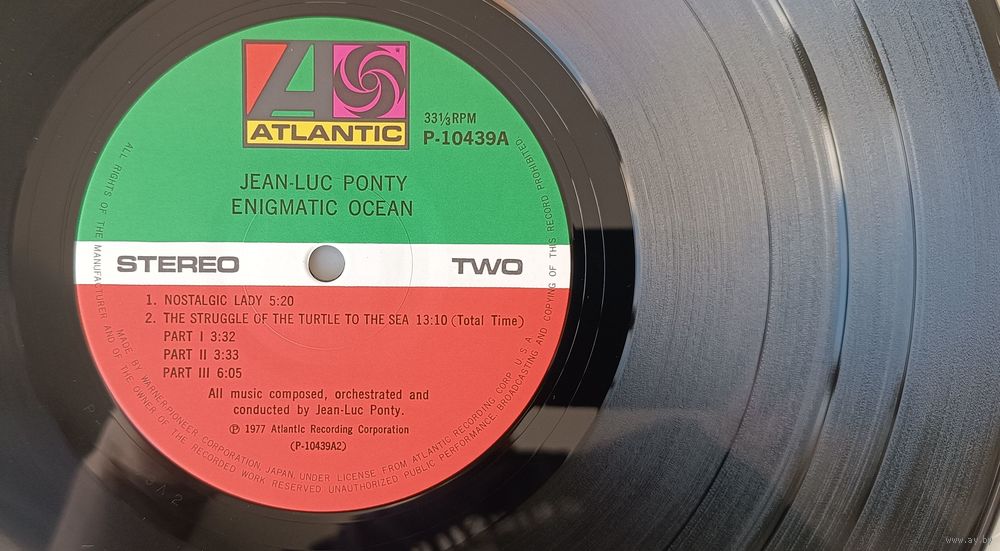 ATLANTIC
33 1/3 RPM
P-10439A
JEAN-LUC PONTY
ENIGMATIC OCEAN
STEREO
TWO
1. NOSTALGIC LADY 5:20
2. THE STRUGGLE OF THE TURTLE TO THE SEA 13:10 (Total Time)
PART I 3:32
PART II 3:33
PART III 6:05
All music composed, orchestrated and
conducted by Jean-Luc Ponty.
℗ 1977 Atlantic Recording Corporation
(P-10439A2)
MADE BY WARNER-PIONEER CORPORATION, JAPAN, UNDER LICENSE FROM ATLANTIC RECORDING CORP. U.S.A.
ALL RIGHTS OF THE MANUFACTURER AND OF THE OWNER OF THE RECORDED WORK RESERVED. UNAUTHORIZED PUBLIC PERFORMANCE, BROADCASTING AND COPYING OF THIS RECORD PROHIBITED